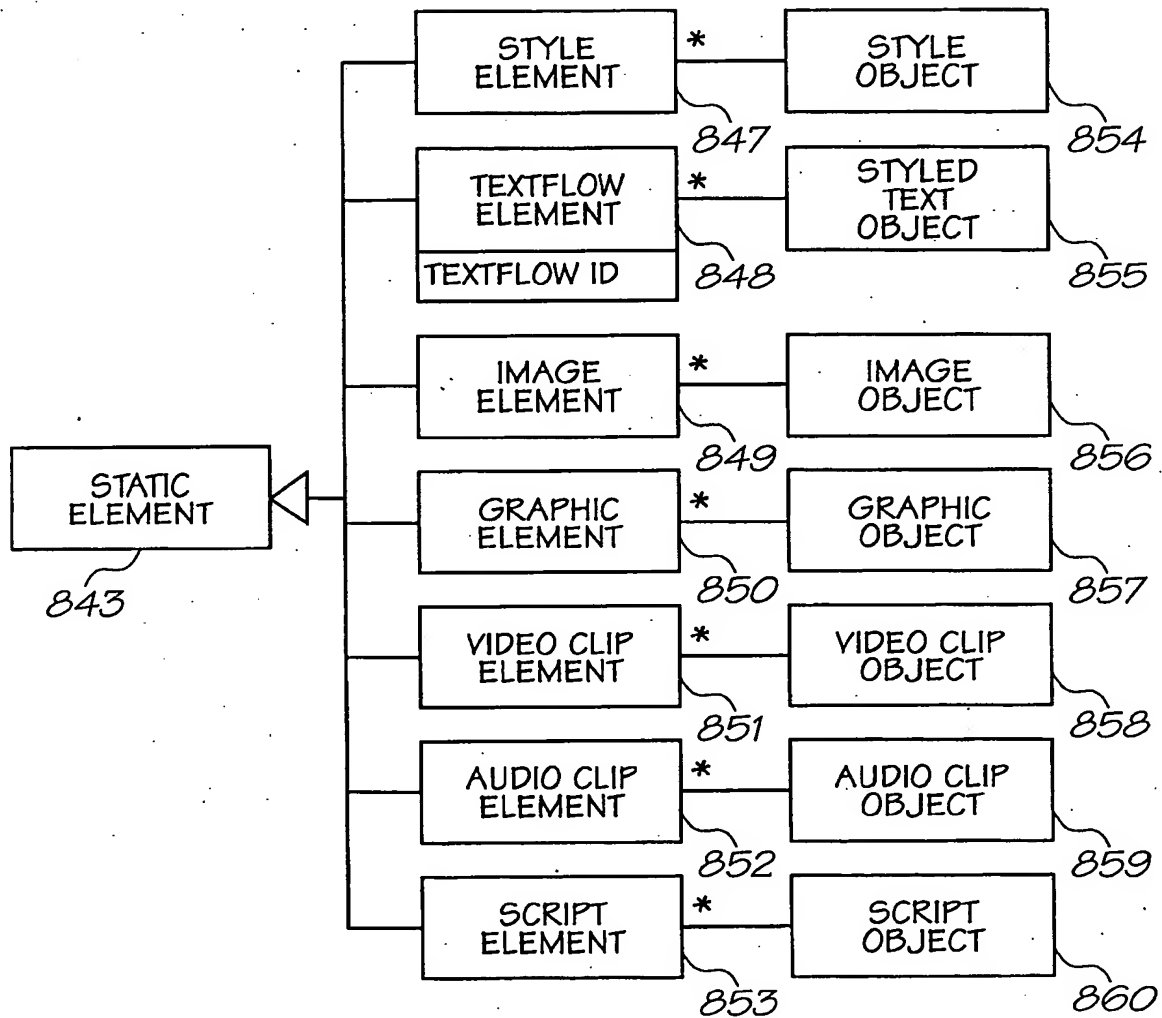 STYLE
ELEMENT
*
STYLE
OBJECT
847
854
TEXTFLOW
ELEMENT
TEXTFLOW ID
*
STYLED
TEXT
OBJECT
848
855
IMAGE
ELEMENT
*
IMAGE
OBJECT
849
856
STATIC
ELEMENT
843
GRAPHIC
ELEMENT
*
GRAPHIC
OBJECT
850
857
VIDEO CLIP
ELEMENT
*
VIDEO CLIP
OBJECT
851
858
AUDIO CLIP
ELEMENT
*
AUDIO CLIP
OBJECT
852
859
SCRIPT
ELEMENT
*
SCRIPT
OBJECT
853
860